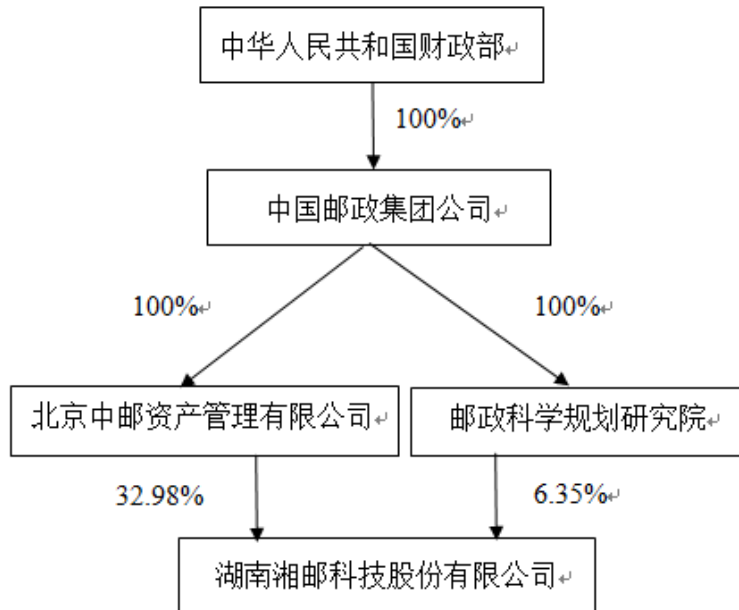 中华人民共和国财政部↵
100%↵
中国邮政集团公司↵
100%↵
100%↵
北京中邮资产管理有限公司↵
邮政科学规划研究院↵
32.98%
6.35%↵
湖南湘邮科技股份有限公司↵